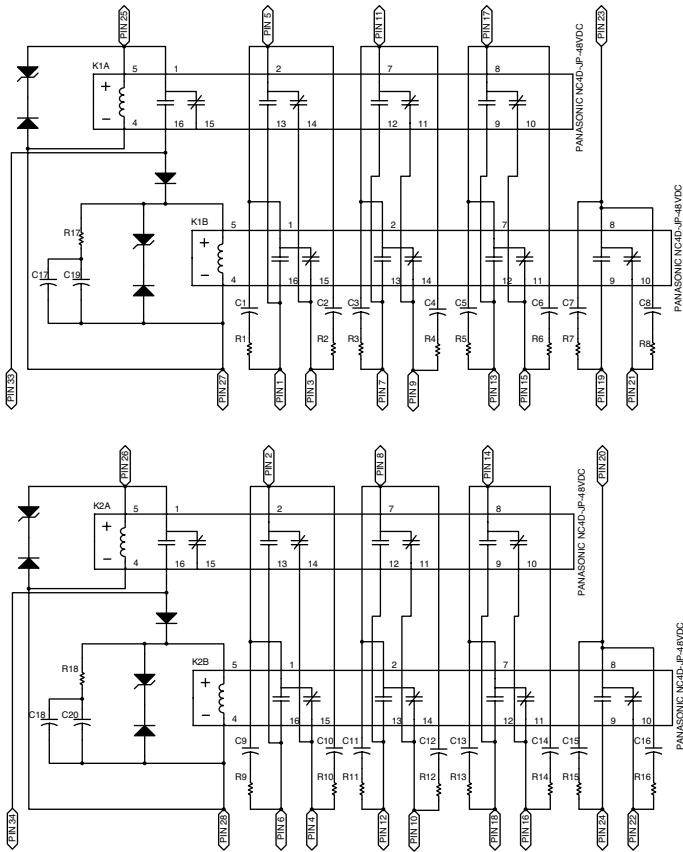 PIN 25
PIN 5
PIN 11
PIN 17
PIN 23
K1A
5 1 2 7 8
+
−
4 16 15 13 14 12 11 9 10
PANASONIC NC4D-JP-48VDC
K1B
R17
5 1 2 7 8
+
−
C17 C19
4 16 15 13 14 12 11 9 10
PANASONIC NC4D-JP-48VDC
C1 C2 C3 C4 C5 C6 C7 C8
R1 R2 R3 R4 R5 R6 R7 R8
PIN 33
PIN 27
PIN 1
PIN 3
PIN 7
PIN 9
PIN 13
PIN 15
PIN 19
PIN 21
PIN 26
PIN 2
PIN 8
PIN 14
PIN 20
K2A
5 1 2 7 8
+
−
4 16 15 13 14 12 11 9 10
PANASONIC NC4D-JP-48VDC
K2B
R18
5 1 2 7 8
+
−
C18 C20
4 16 15 13 14 12 11 9 10
PANASONIC NC4D-JP-48VDC
C9 C10 C11 C12 C13 C14 C15 C16
R9 R10 R11 R12 R13 R14 R15 R16
PIN 34
PIN 28
PIN 6
PIN 4
PIN 12
PIN 10
PIN 18
PIN 16
PIN 24
PIN 22